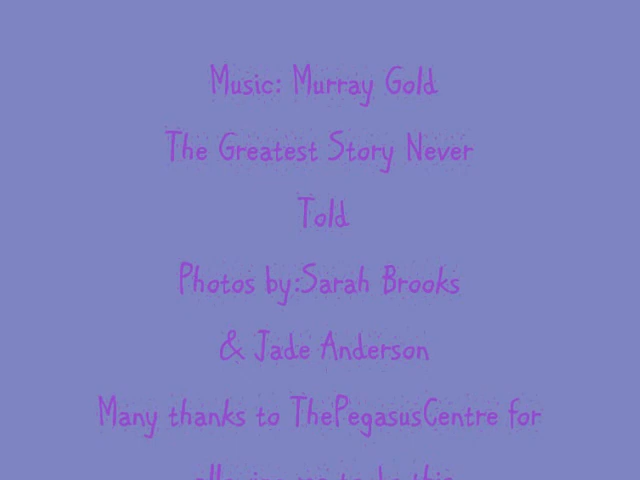 Music: Murray Gold
The Greatest Story Never
Told
Photos by:Sarah Brooks
& Jade Anderson
Many thanks to ThePegasusCentre for